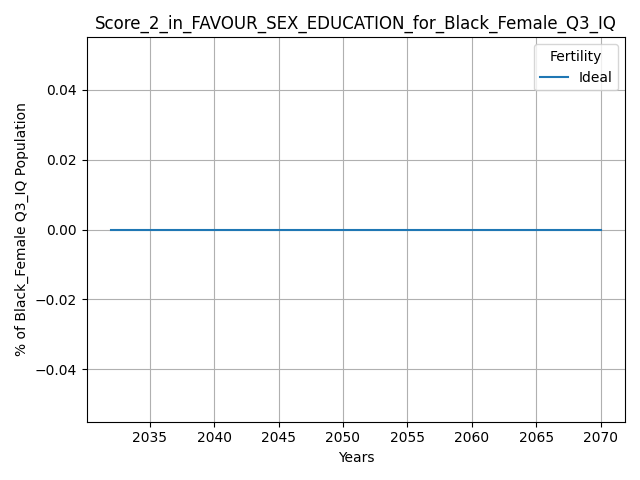 Score_2_in_FAVOUR_SEX_EDUCATION_for_Black_Female_Q3_IQ
Fertility
Ideal
0.04
0.02
0.00
−0.02
−0.04
% of Black_Female Q3_IQ Population
2035 2040 2045 2050 2055 2060 2065 2070
Years